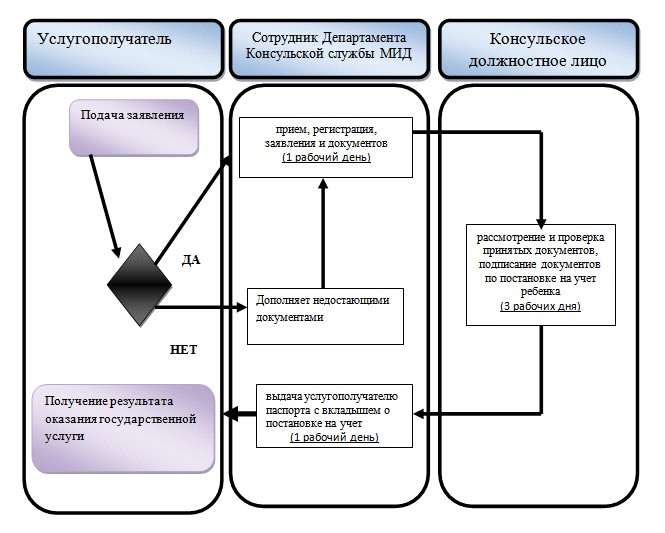 Услугополучатель
Сотрудник Департамента
Консульской службы МИД
Консульское
должностное лицо
Подача заявления
прием, регистрация,
заявления и документов
(1 рабочий день)
ДА
рассмотрение и проверка
принятых документов,
подписание документов
по постановке на учет
ребенка
(3 рабочих дня)
Дополняет недостающими
документами
НЕТ
Получение результата
оказания государственной
услуги
выдача услугополучателю
паспорта с вкладышем о
постановке на учет
(1 рабочий день)